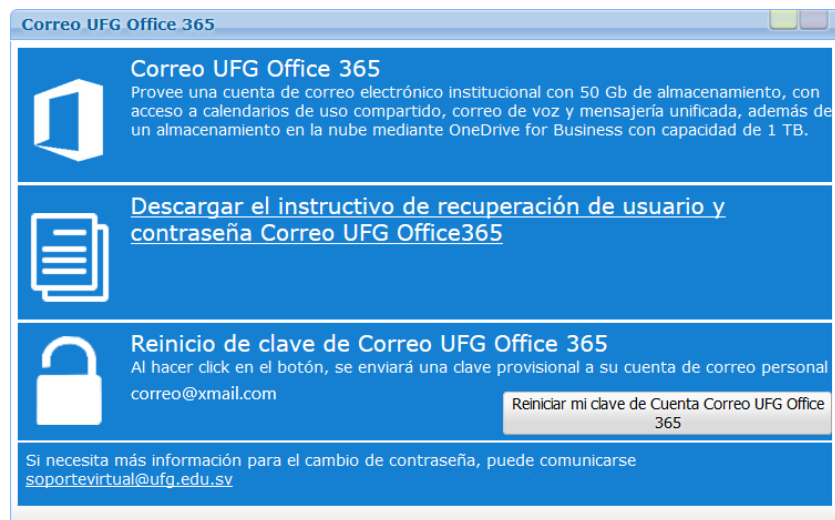 Correo UFG Office 365
Correo UFG Office 365
Provee una cuenta de correo electrónico institucional con 50 Gb de almacenamiento, con
acceso a calendarios de uso compartido, correo de voz y mensajería unificada, además de
un almacenamiento en la nube mediante OneDrive for Business con capacidad de 1 TB.
Descargar el instructivo de recuperación de usuario y
contraseña Correo UFG Office365
Reinicio de clave de Correo UFG Office 365
Al hacer click en el botón, se enviará una clave provisional a su cuenta de correo personal
correo@xmail.com
Reiniciar mi clave de Cuenta Correo UFG Office
365
Si necesita más información para el cambio de contraseña, puede comunicarse
soportevirtual@ufg.edu.sv